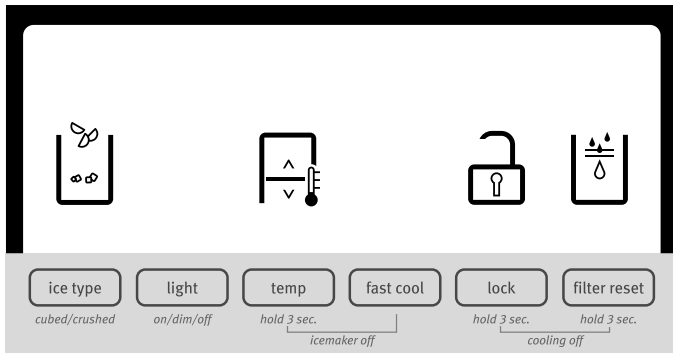 ice type light temp fast cool lock filter reset
cubed/crushed on/dim/off hold 3 sec. hold 3 sec. hold 3 sec.
icemaker off cooling off